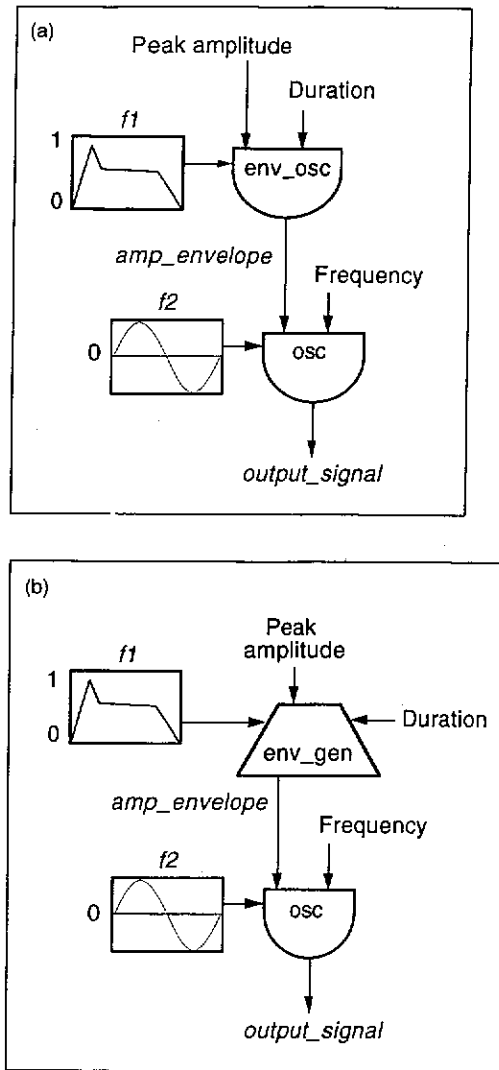 (a)
Peak amplitude
Duration
f1
1
0
env_osc
amp_envelope
Frequency
f2
0
osc
output_signal
(b)
Peak
amplitude
f1
1
0
Duration
env_gen
amp_envelope
Frequency
f2
0
osc
output_signal